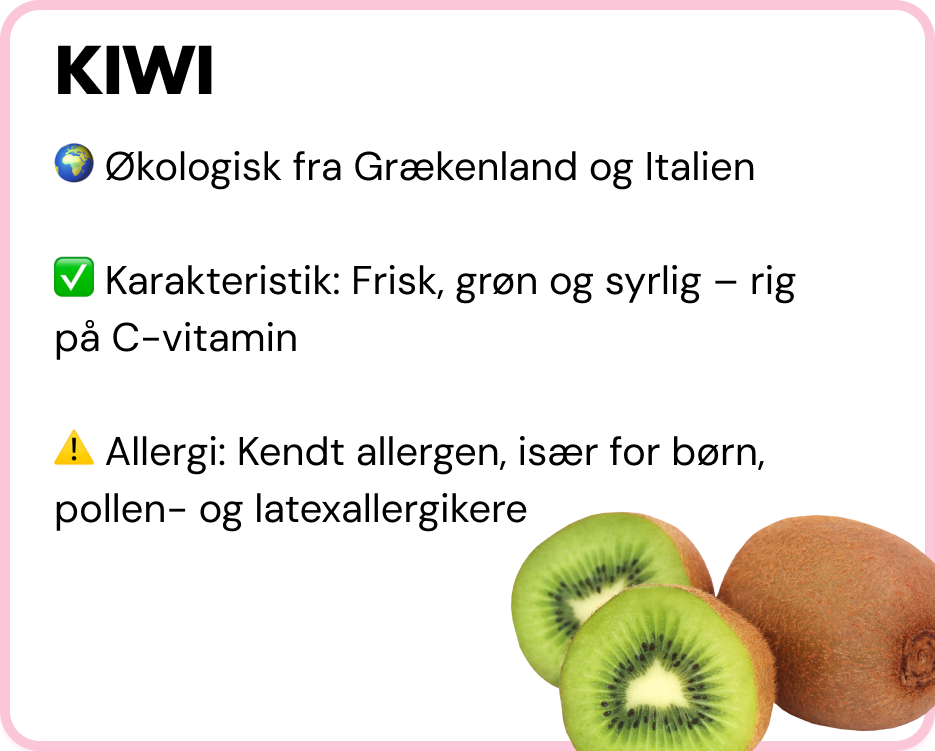 KIWI
🌍 Økologisk fra Grækenland og Italien
✅ Karakteristik: Frisk, grøn og syrlig – rig
på C-vitamin
⚠️ Allergi: Kendt allergen, især for børn,
pollen- og latexallergikere